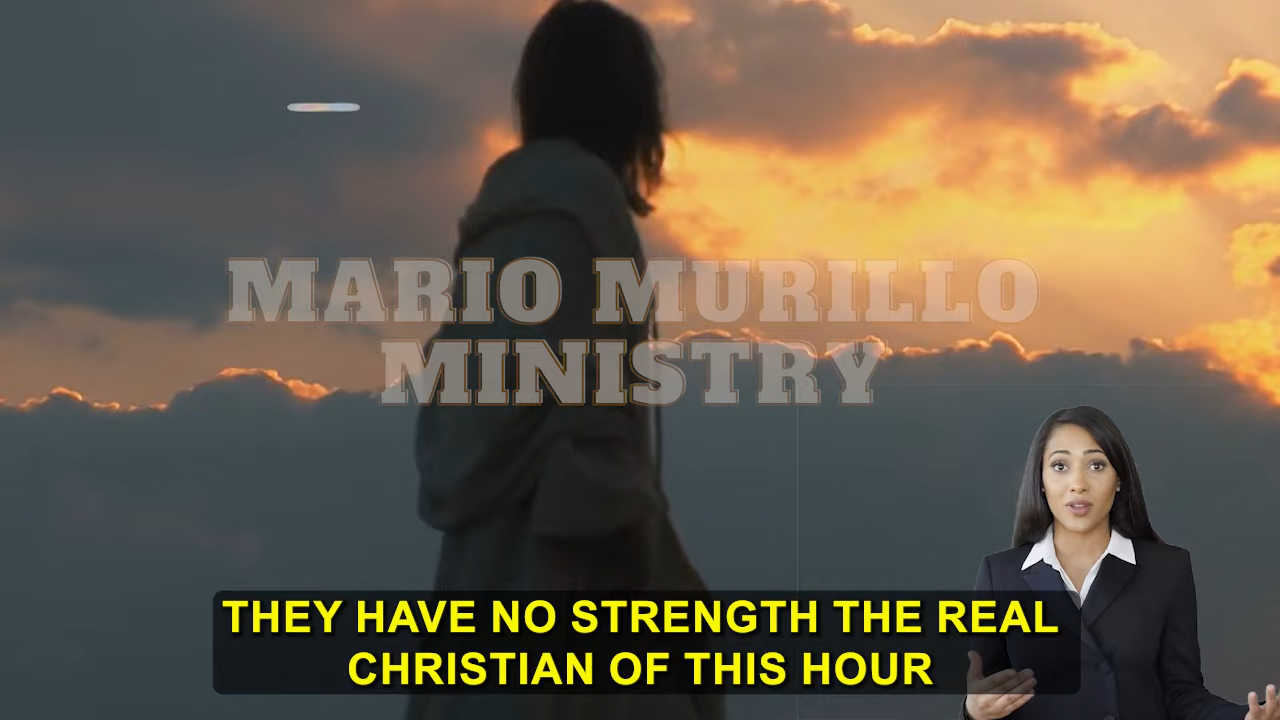 MARIO MURILLO
MINISTRY
THEY HAVE NO STRENGTH THE REAL
CHRISTIAN OF THIS HOUR